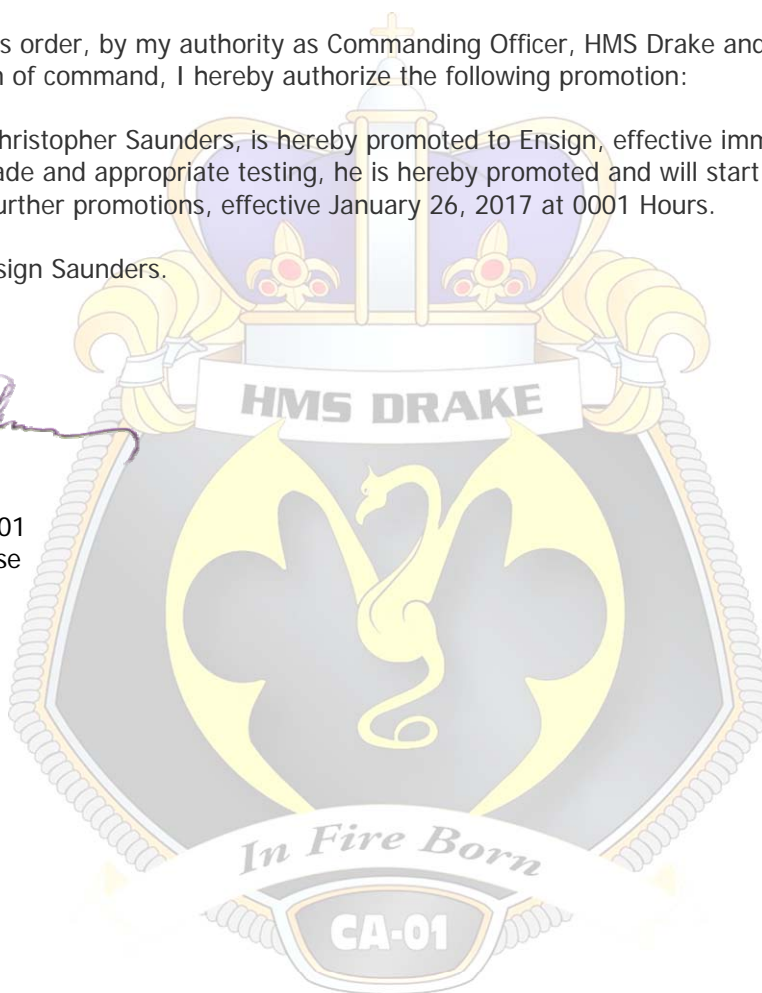 s order, by my authority as Commanding Officer, HMS Drake and
of command, I hereby authorize the following promotion:
hristopher Saunders, is hereby promoted to Ensign, effective imm
ade and appropriate testing, he is hereby promoted and will start
urther promotions, effective January 26, 2017 at 0001 Hours.
sign Saunders.
HMS DRAKE
01
se
In Fire Born
CA-01